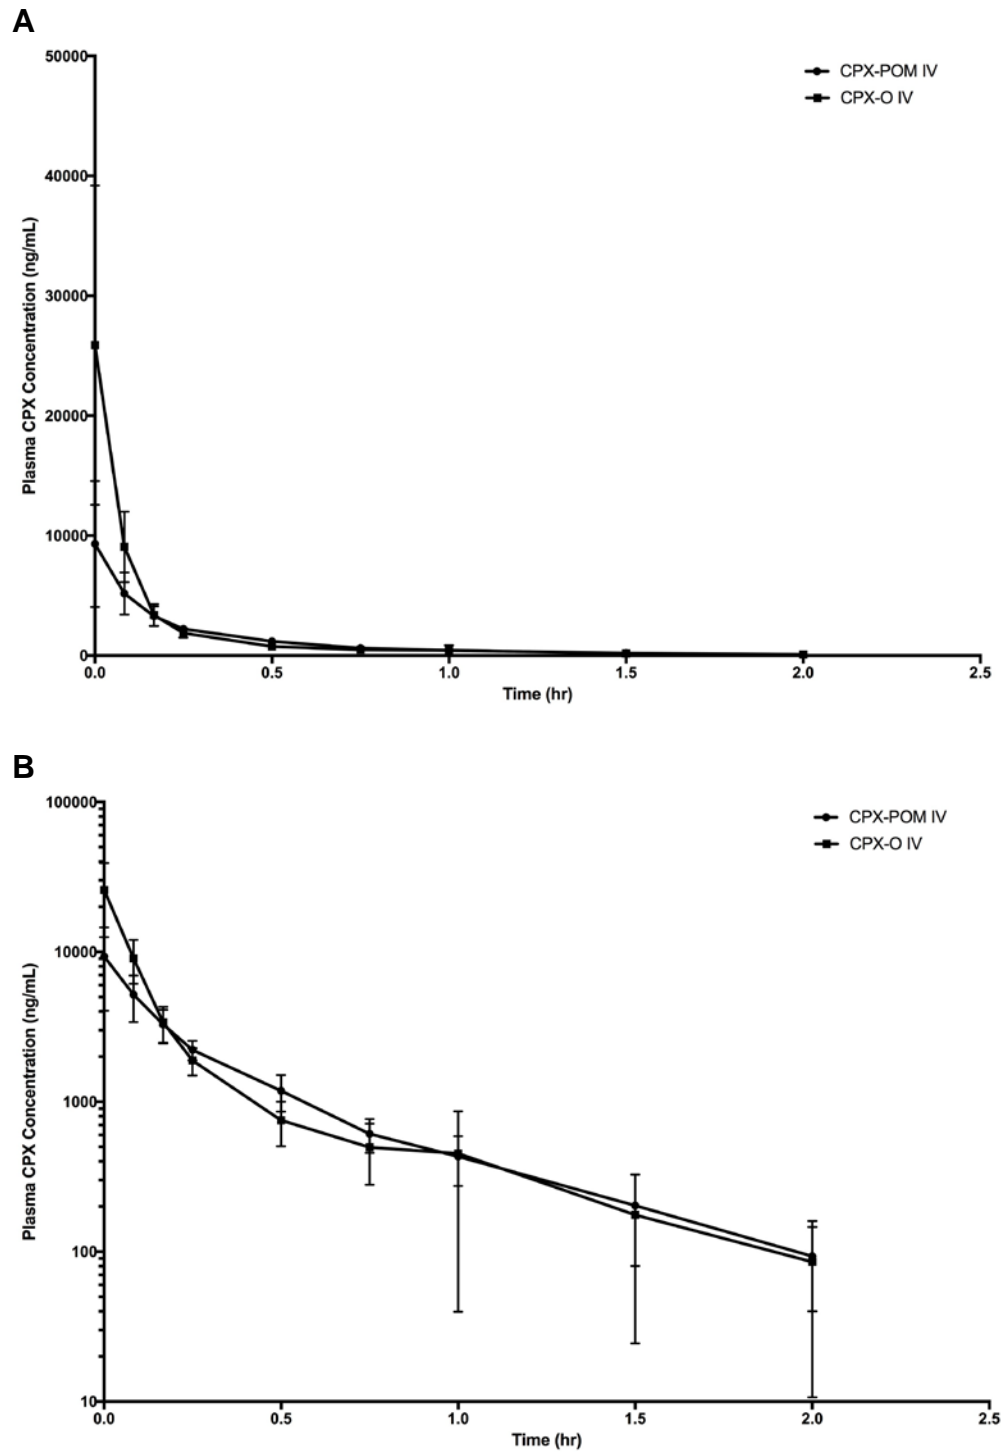 A
Plasma CPX Concentration (ng/mL)
50000
40000
30000
20000
10000
0
0.0 0.5 1.0 1.5 2.0 2.5
Time (hr)
CPX-POM IV
CPX-O IV
B
Plasma CPX Concentration (ng/mL)
100000
10000
1000
100
10
0.0 0.5 1.0 1.5 2.0 2.5
Time (hr)
CPX-POM IV
CPX-O IV